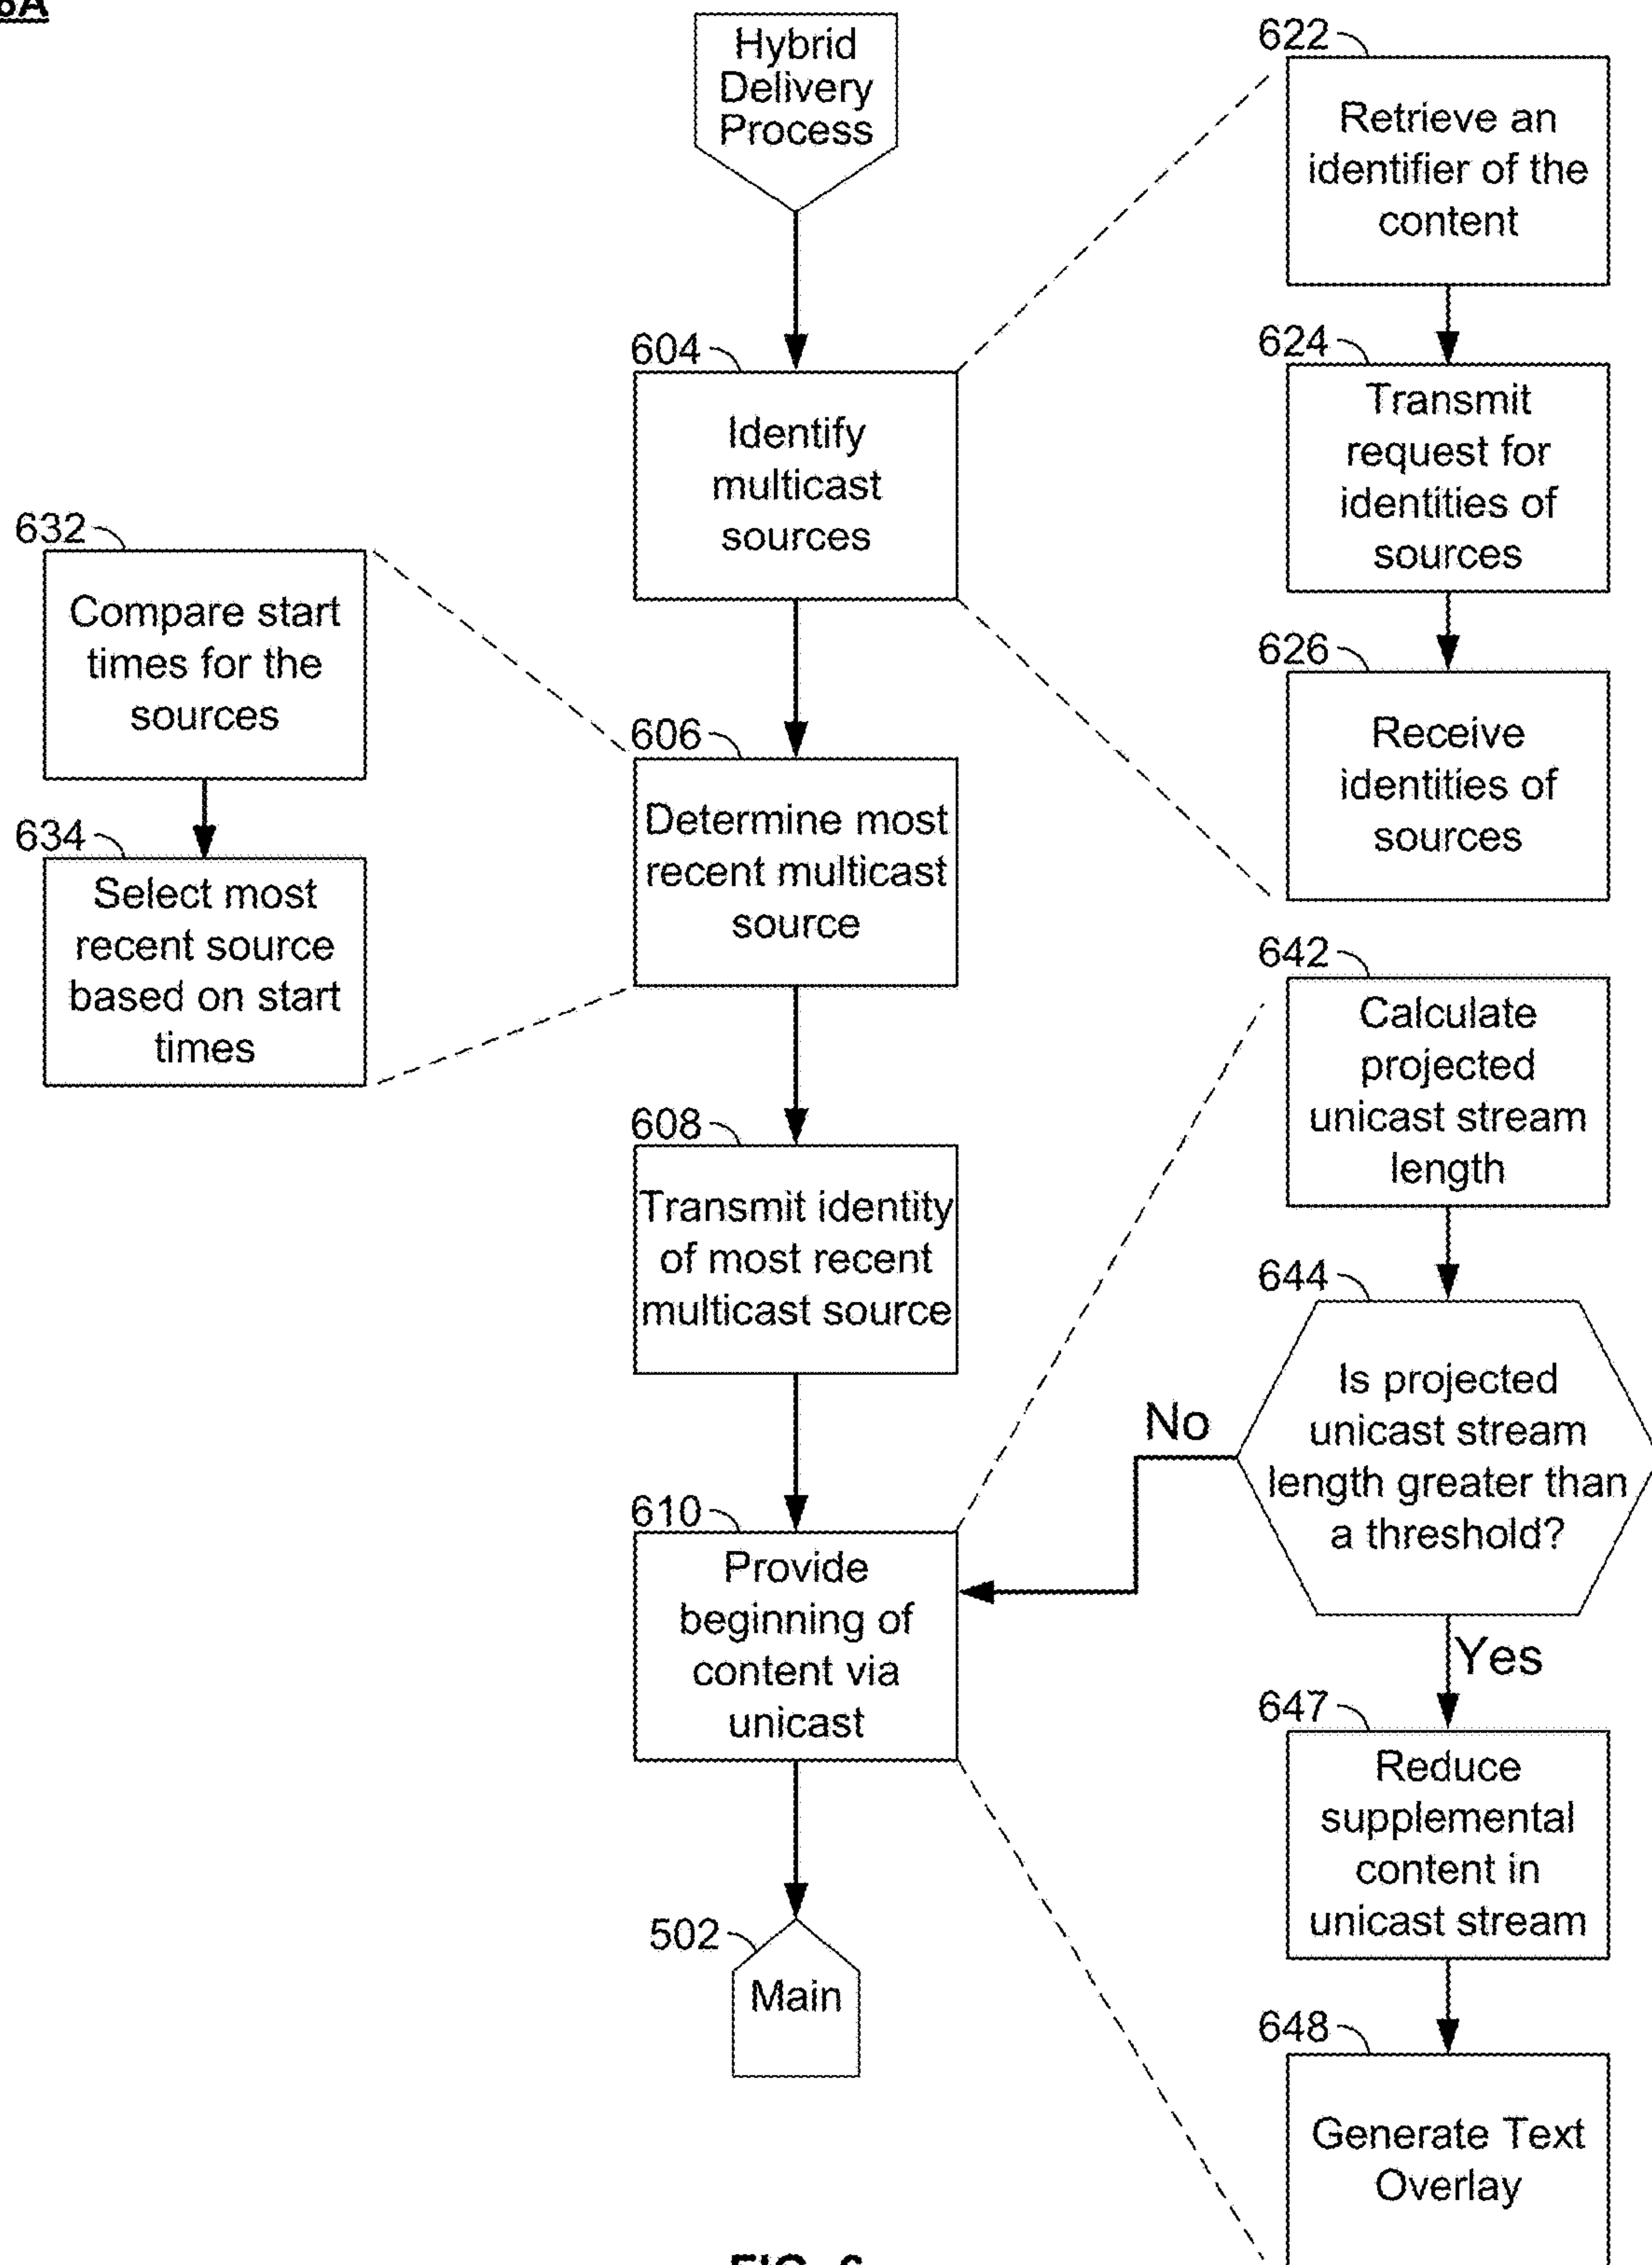 6A
Hybrid
Delivery
Process
604
Identify
multicast
sources
622
Retrieve an
identifier of the
content
624
Transmit
request for
identities of
sources
626
Receive
identities of
sources
606
Determine most
recent multicast
source
632
Compare start
times for the
sources
634
Select most
recent source
based on start
times
608
Transmit identity
of most recent
multicast source
610
Provide
beginning of
content via
unicast
642
Calculate
projected
unicast stream
length
644
Is projected
unicast stream
length greater than
a threshold?
No
Yes
647
Reduce
supplemental
content in
unicast stream
648
Generate Text
Overlay
502
Main
FIG. 6